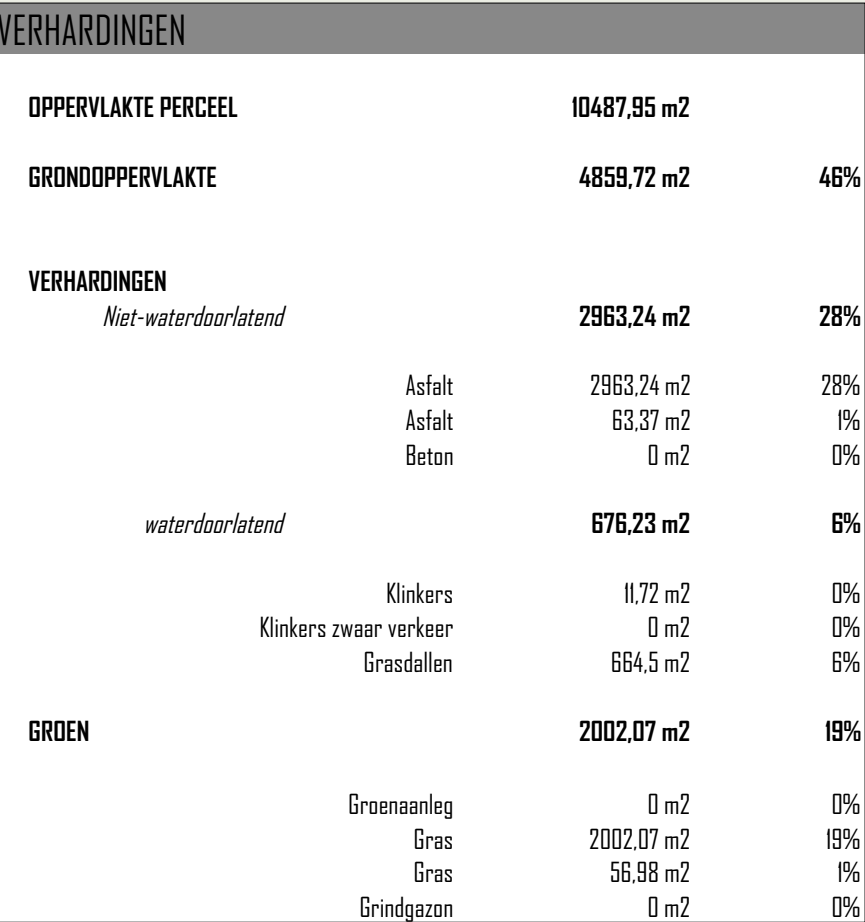 VERHARDINGEN
OPPERVLAKTE PERCEEL 10487,95 m2
GRONDOPPERVLAKTE 4859,72 m2 46%
VERHARDINGEN
Niet-waterdoorlatend 2963,24 m2 28%
Asfalt 2963,24 m2 28%
Asfalt 63,37 m2 1%
Beton 0 m2 0%
waterdoorlatend 676,23 m2 6%
Klinkers 11,72 m2 0%
Klinkers zwaar verkeer 0 m2 0%
Grasdallen 664,5 m2 6%
GROEN 2002,07 m2 19%
Groenaanleg 0 m2 0%
Gras 2002,07 m2 19%
Gras 56,98 m2 1%
Grindgazon 0 m2 0%